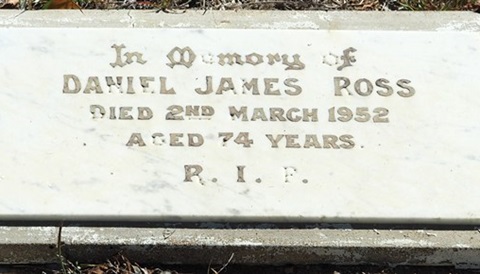 In Memory of
DANIEL JAMES ROSS
DIED 2ND MARCH 1952
AGED 74 YEARS.
R. I. P.